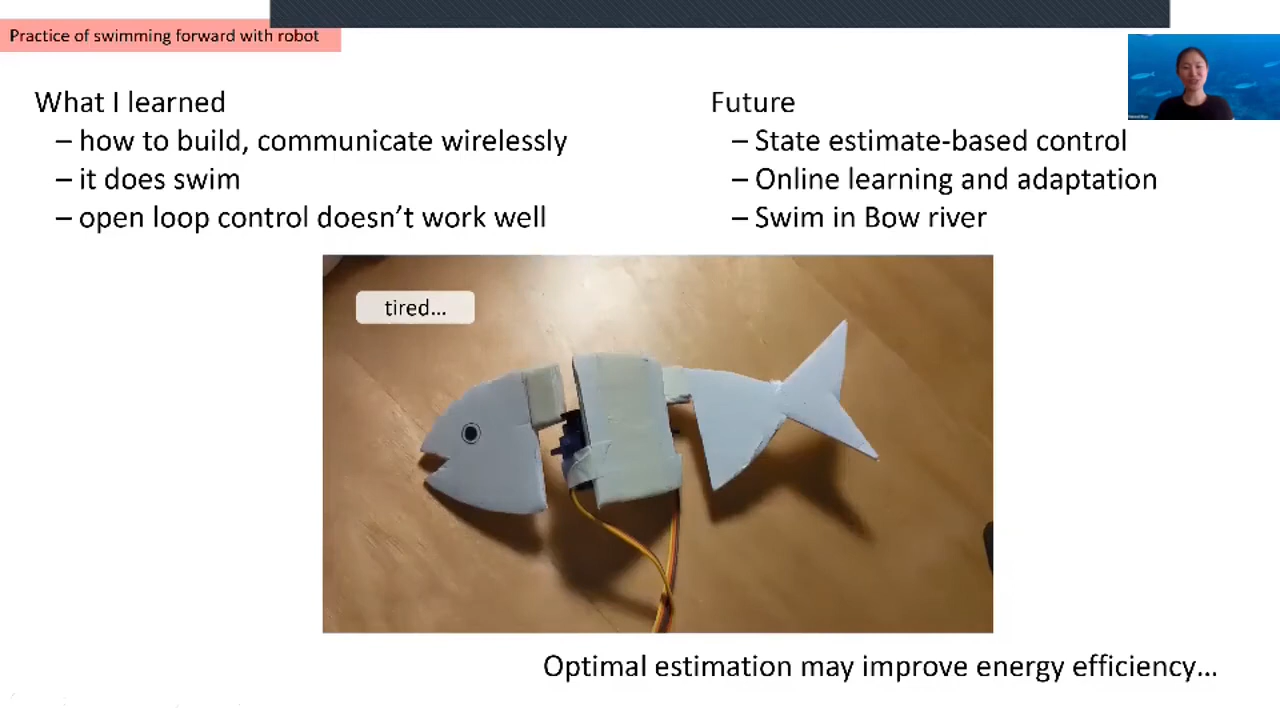 Practice of swimming forward with robot
What I learned
– how to build, communicate wirelessly
– it does swim
– open loop control doesn’t work well
Future
– State estimate-based control
– Online learning and adaptation
– Swim in Bow river
tired…
Optimal estimation may improve energy efficiency…